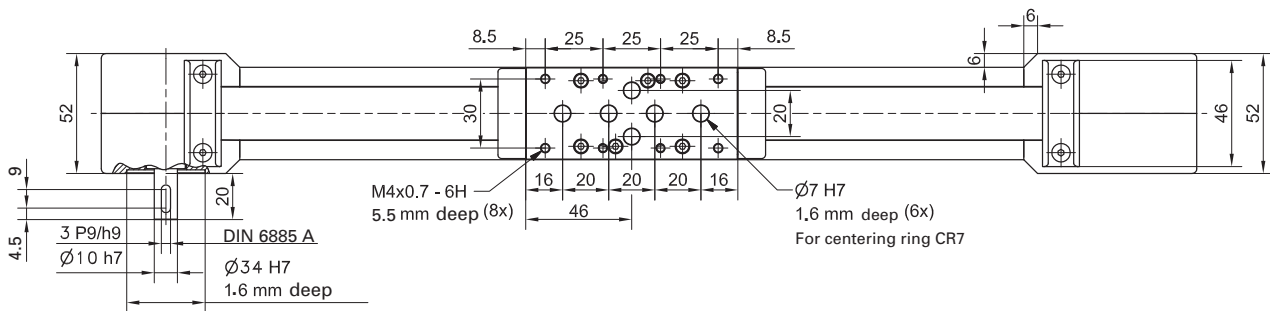 6
8.5
25
25
25
8.5
6
52
30
20
46
52
9
20
4.5
M4x0.7 - 6H
5.5 mm deep (8x)
16
20
20
20
16
46
Ø7 H7
1.6 mm deep (6x)
For centering ring CR7
3 P9/h9
DIN 6885 A
Ø10 h7
Ø34 H7
1.6 mm deep